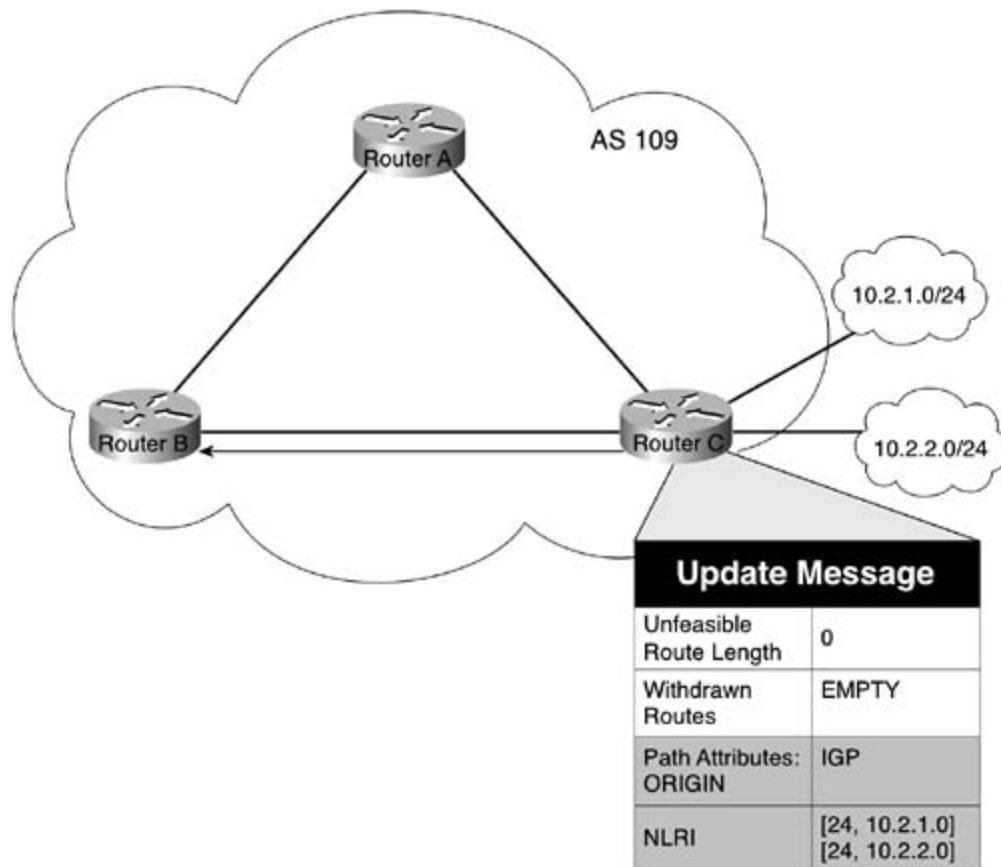 AS 109
Router A
10.2.1.0/24
Router B
Router C
10.2.2.0/24
Update Message
Unfeasible
Route Length
0
Withdrawn
Routes
EMPTY
Path Attributes:
ORIGIN
IGP
NLRI
[24, 10.2.1.0]
[24, 10.2.2.0]